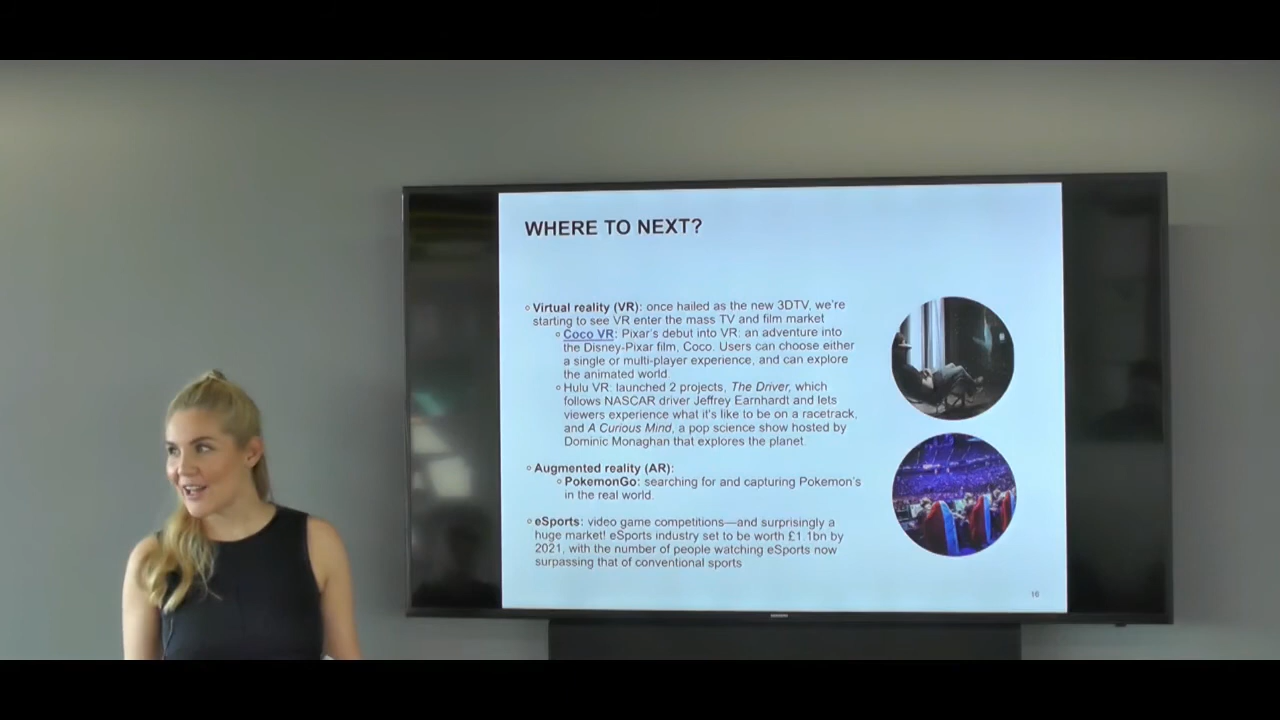 WHERE TO NEXT?
Virtual reality (VR): once hailed as the new 3DTV, we're
starting to see VR enter the mass TV and film market
Coco VR: Pixar's debut into VR: an adventure into
the Disney-Pixar film, Coco. Users can choose either
a single or multi-player experience, and can explore
the animated world.
Hulu VR: launched 2 projects, The Driver, which
follows NASCAR driver Jeffrey Earnhardt and lets
viewers experience what it's like to be on a racetrack,
and A Curious Mind, a pop science show hosted by
Dominic Monaghan that explores the planet.
Augmented reality (AR):
PokemonGo: searching for and capturing Pokemon's
in the real world.
eSports: video game competitions—and surprisingly a
huge market! eSports industry set to be worth £1.1bn by
2021, with the number of people watching eSports now
surpassing that of conventional sports
16